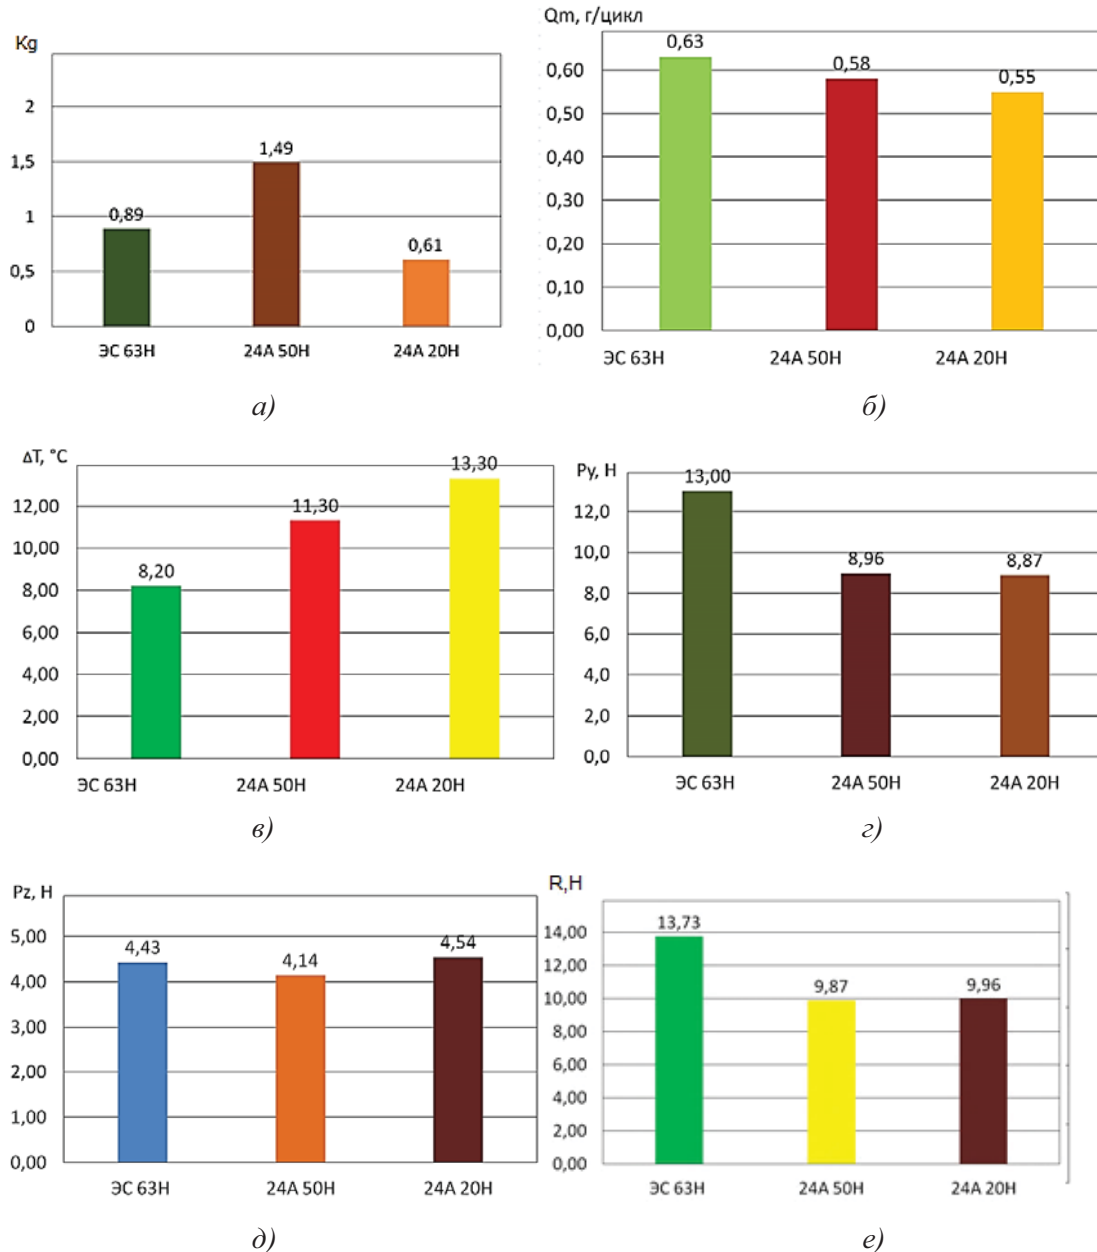 Kg
2
1,5
1
0,5
0
0,89
1,49
0,61
ЭС 63Н
24А 50Н
24А 20Н
а)
Qm, г/цикл
0,60
0,50
0,40
0,30
0,20
0,10
0,00
0,63
0,58
0,55
ЭС 63Н
24А 50Н
24А 20Н
б)
ΔT, °C
12,00
10,00
8,00
6,00
4,00
2,00
0,00
8,20
11,30
13,30
ЭС 63Н
24А 50Н
24А 20Н
в)
Py, Н
12,0
10,0
8,0
6,0
4,0
2,0
0,0
13,00
8,96
8,87
ЭС 63Н
24А 50Н
24А 20Н
г)
Pz, Н
5,00
4,00
3,00
2,00
1,00
0,00
4,43
4,14
4,54
ЭС 63Н
24А 50Н
24А 20Н
д)
R,Н
14,00
12,00
10,00
8,00
6,00
4,00
2,00
0,00
13,73
9,87
9,96
ЭС 63Н
24А 50Н
24А 20Н
е)